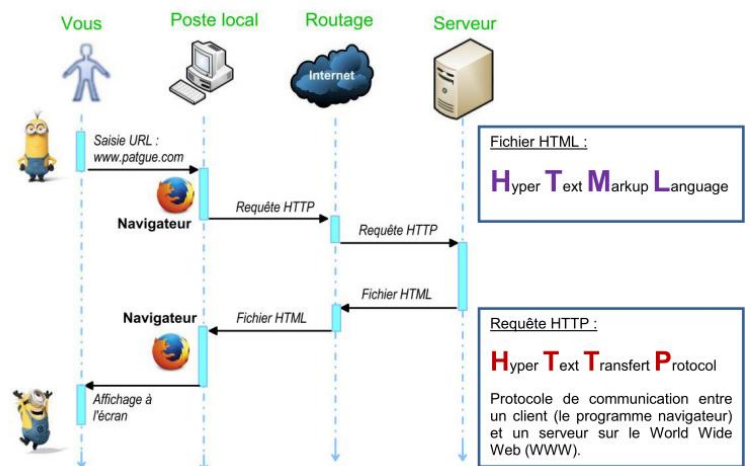 Vous
Poste local
Routage
Serveur
Internet
Saisie URL :
www.patgue.com
Navigateur
Requête HTTP
Requête HTTP
Fichier HTML
Fichier HTML
Navigateur
Affichage à
l'écran
Fichier HTML :
Hyper Text Markup Language
Requête HTTP :
Hyper Text Transfert Protocol
Protocole de communication entre
un client (le programme navigateur)
et un serveur sur le World Wide
Web (WWW).